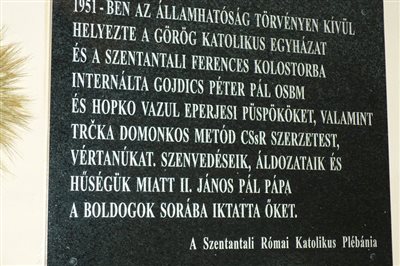 1951-BEN AZ ÁLLAMHATÓSÁG TÖRVÉNYEN KÍVÜL
HELYEZTE A GÖRÖG KATOLIKUS EGYHÁZAT
ÉS A SZENTANTALI FERENCES KOLOSTORBA
INTERNÁLTA GOJDICS PÉTER PÁL OSBM
ÉS HOPKO VAZUL EPERJESI PÜSPÖKÖKET, VALAMINT
TRČKA DOMONKOS METÓD CSsR SZERZETEST,
VÉRTANÚKAT. SZENVEDÉSEIK, ÁLDOZATAIK ÉS
HŰSÉGÜK MIATT II. JÁNOS PÁL PÁPA
A BOLDOGOK SORÁBA IKTATTA ŐKET.
A Szentantali Római Katolikus Plébánia